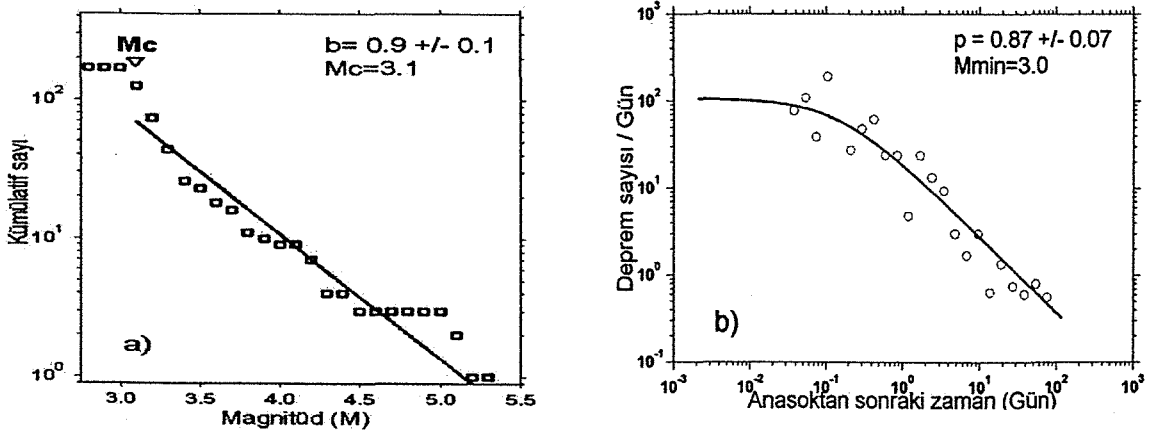 Mc
b= 0.9 +/- 0.1
Mc=3.1
10²
10¹
10⁰
Kümülatif sayı
a)
3.0 3.5 4.0 4.5 5.0 5.5
Magnitüd (M)
p = 0.87 +/- 0.07
Mmin=3.0
10³
10²
10¹
10⁰
10⁻¹
Deprem sayısı / Gün
b)
10⁻³ 10⁻² 10⁻¹ 10⁰ 10¹ 10² 10³
Anasoktan sonraki zaman (Gün)